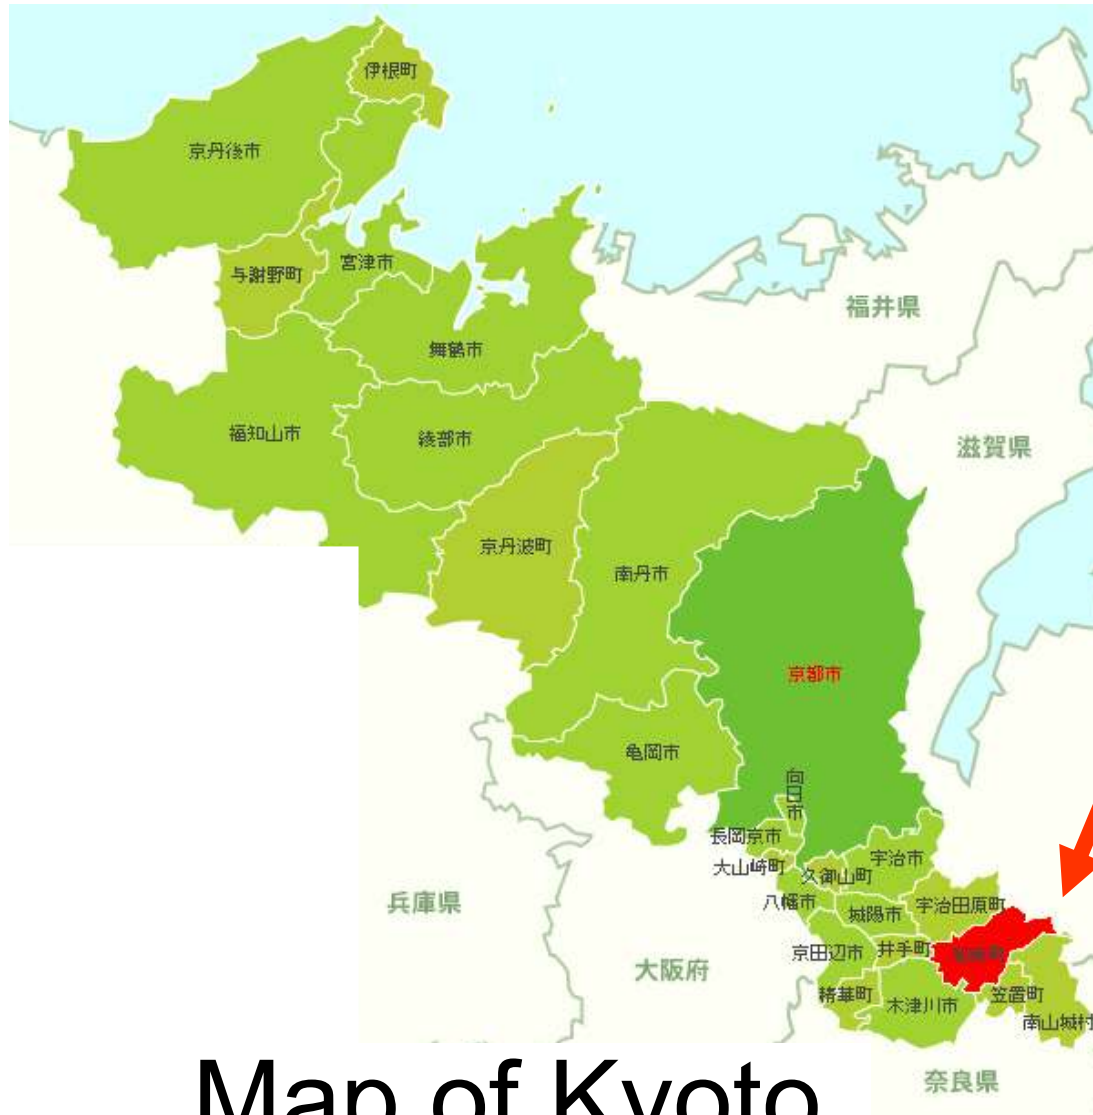 伊根町
京丹後市
宮津市
与謝野町
福井県
舞鶴市
福知山市
綾部市
滋賀県
京丹波町
南丹市
京都市
亀岡市
向日市
長岡京市
大山崎町
久御山町
宇治市
八幡市
城陽市
宇治田原町
兵庫県
京田辺市
井手町
大阪府
精華町
木津川市
笠置町
南山城村
奈良県
Map of Kyoto